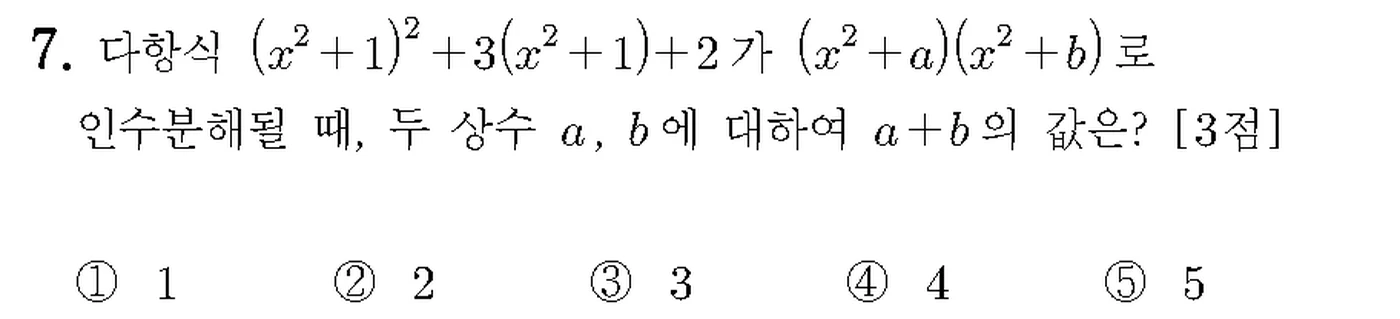 7. 다항식 (x²+1)²+3(x²+1)+2가 (x²+a)(x²+b)로
인수분해될 때, 두 상수 a, b에 대하여 a+b의 값은? [3점]
① 1 ② 2 ③ 3 ④ 4 ⑤ 5